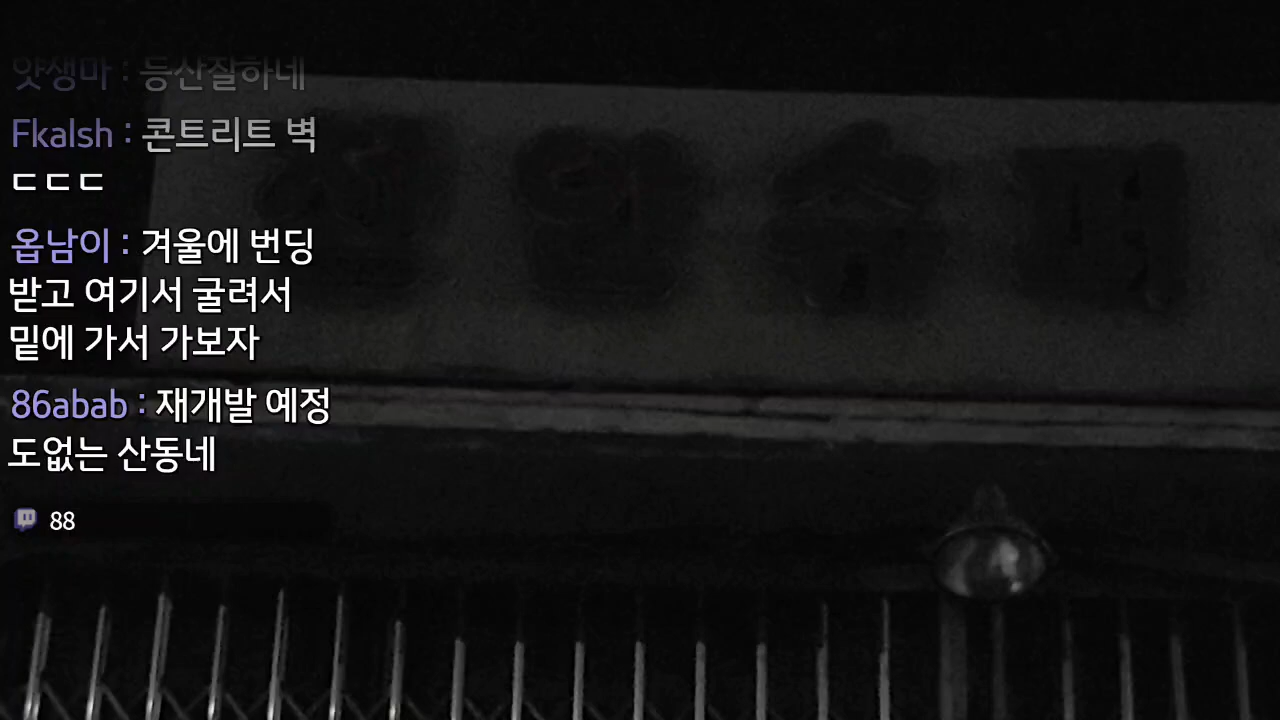 얏생마 : 등산잘하네
Fkalsh : 콘트리트 벽
ㄷㄷㄷ
옵남이 : 겨울에 번딩
받고 여기서 굴려서
밑에 가서 가보자
86abab : 재개발 예정
도없는 산동네
88